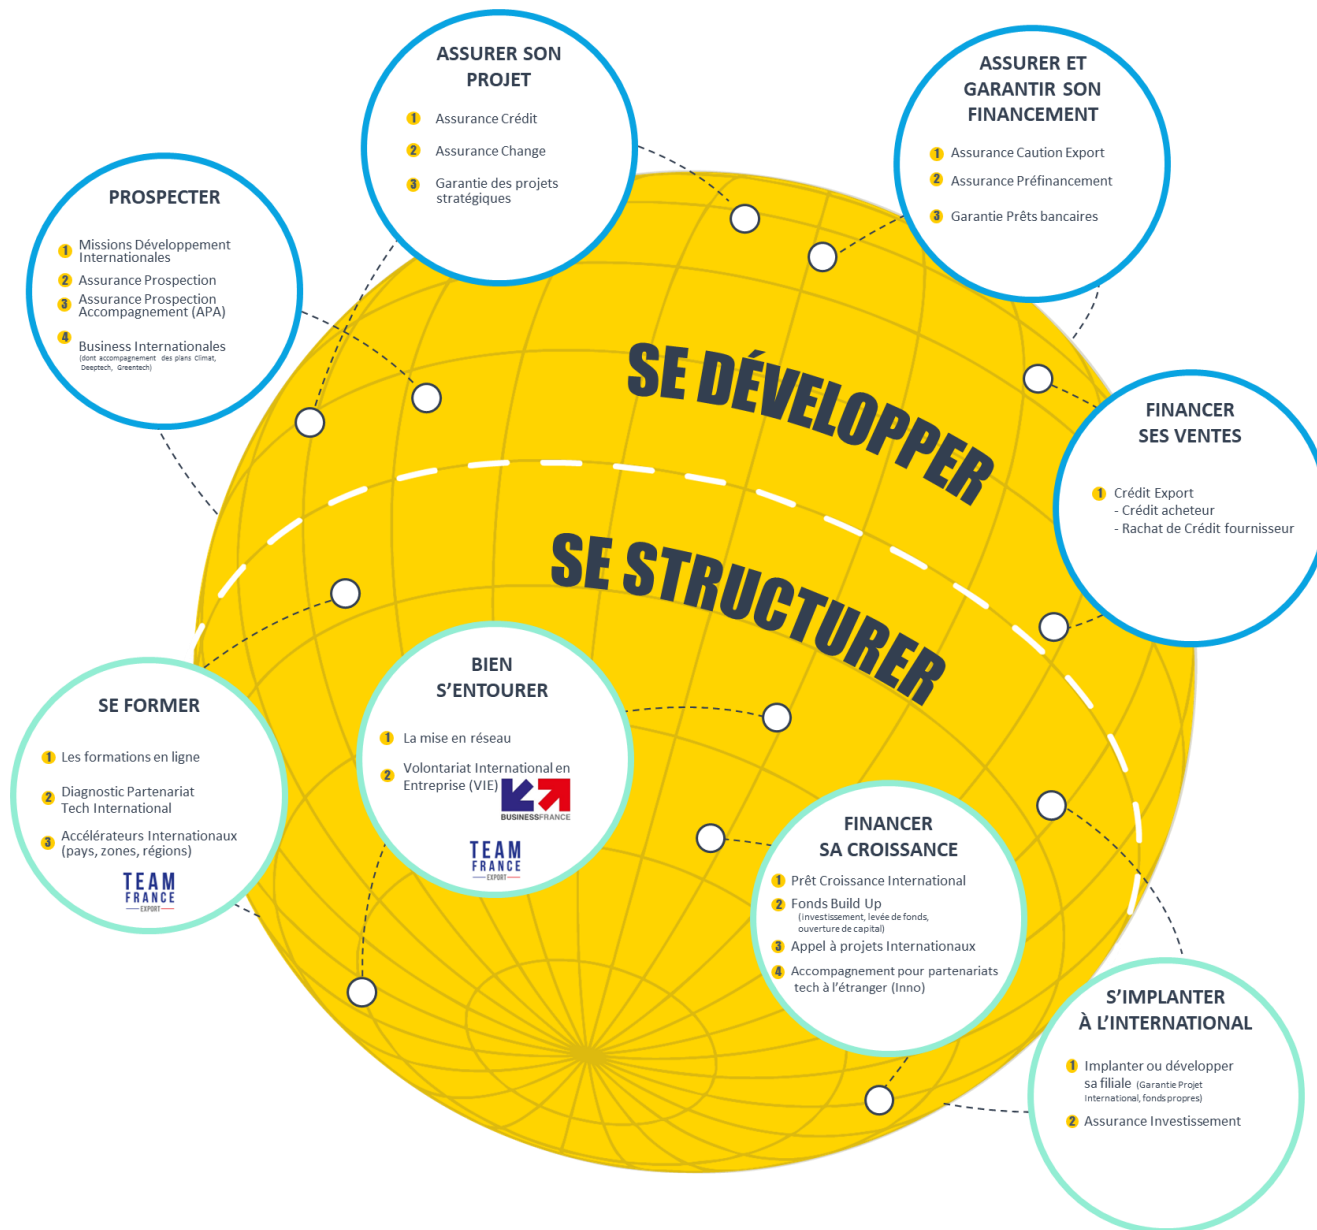 ASSURER SON
PROJET
1 Assurance Crédit
2 Assurance Change
3 Garantie des projets
stratégiques
ASSURER ET
GARANTIR SON
FINANCEMENT
1 Assurance Caution Export
2 Assurance Préfinancement
3 Garantie Prêts bancaires
PROSPECTER
1 Missions Développement
Internationales
2 Assurance Prospection
3 Assurance Prospection
Accompagnement (APA)
4 Business Internationales
(dont accompagnement des plans Climat,
Deeptech, Greentech)
SE DÉVELOPPER
FINANCER
SES VENTES
1 Crédit Export
- Crédit acheteur
- Rachat de Crédit fournisseur
SE STRUCTURER
SE FORMER
1 Les formations en ligne
2 Diagnostic Partenariat
Tech International
3 Accélérateurs Internationaux
(pays, zones, régions)
TEAM
FRANCE
EXPORT
BIEN
S’ENTOURER
1 La mise en réseau
2 Volontariat International en
Entreprise (VIE)
BUSINESSFRANCE
TEAM
FRANCE
EXPORT
FINANCER
SA CROISSANCE
1 Prêt Croissance International
2 Fonds Build Up
(investissement, levée de fonds,
ouverture de capital)
3 Appel à projets Internationaux
4 Accompagnement pour partenariats
tech à l’étranger (Inno)
S’IMPLANTER
À L’INTERNATIONAL
1 Implanter ou développer
sa filiale (Garantie Projet
International, fonds propres)
2 Assurance Investissement